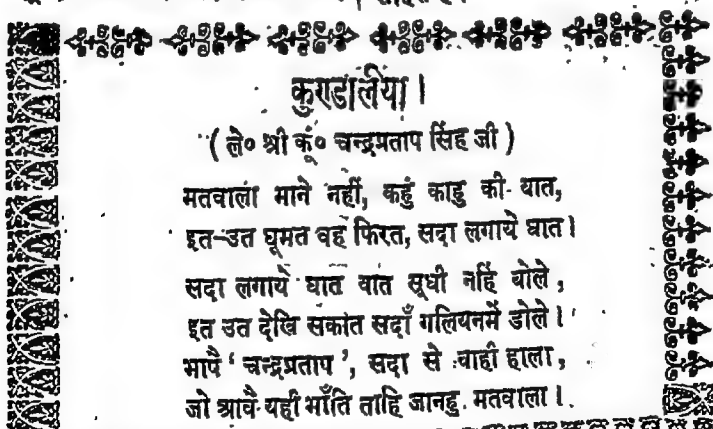 कुण्डालीया।
( ले० श्री कूं० चन्द्रप्रताप सिंह जी )
मतवाला माने नहीं, कहुं काहु की यात,
इत-उत घूमत वह फिरत, सदा लगाये घात।
सदा लगाये घात वात सूधी नहिं बोले,
इत उत देखि सकांत सदाँ गलियनमें डोले।
भापै 'चन्द्रप्रताप', सदा से वाही हाला,
जो आवै यही भाँति ताहि जानहु मतवाला।